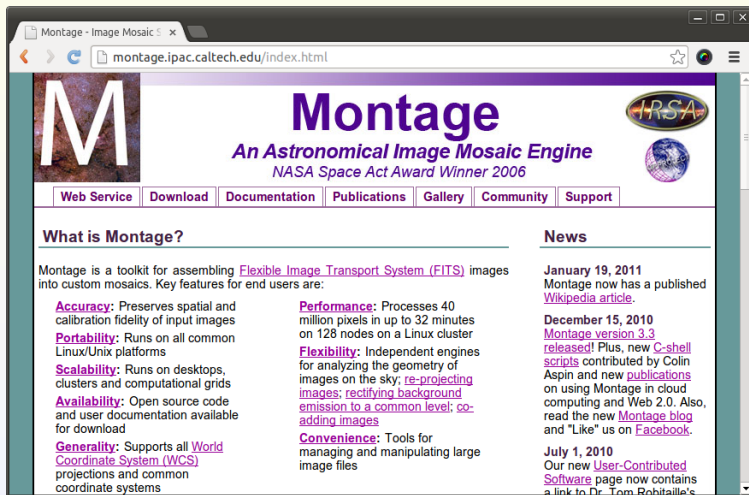 Montage - Image Mosaic S
montage.ipac.caltech.edu/index.html
M
Montage
IRSA
An Astronomical Image Mosaic Engine
NASA Space Act Award Winner 2006
Web Service Download Documentation Publications Gallery Community Support
What is Montage?
Montage is a toolkit for assembling Flexible Image Transport System (FITS) images
into custom mosaics. Key features for end users are:
Accuracy: Preserves spatial and
calibration fidelity of input images
Portability: Runs on all common
Linux/Unix platforms
Scalability: Runs on desktops,
clusters and computational grids
Availability: Open source code
and user documentation available
for download
Generality: Supports all World
Coordinate System (WCS)
projections and common
coordinate systems
Performance: Processes 40
million pixels in up to 32 minutes
on 128 nodes on a Linux cluster
Flexibility: Independent engines
for analyzing the geometry of
images on the sky; re-projecting
images; rectifying background
emission to a common level; co-
adding images
Convenience: Tools for
managing and manipulating large
image files
News
January 19, 2011
Montage now has a published
Wikipedia article.
December 15, 2010
Montage version 3.3
released! Plus, new C-shell
scripts contributed by Colin
Aspin and new publications
on using Montage in cloud
computing and Web 2.0. Also,
read the new Montage blog
and "Like" us on Facebook.
July 1, 2010
Our new User-Contributed
Software page now contains
a link to Dr. Tom Robitaille's